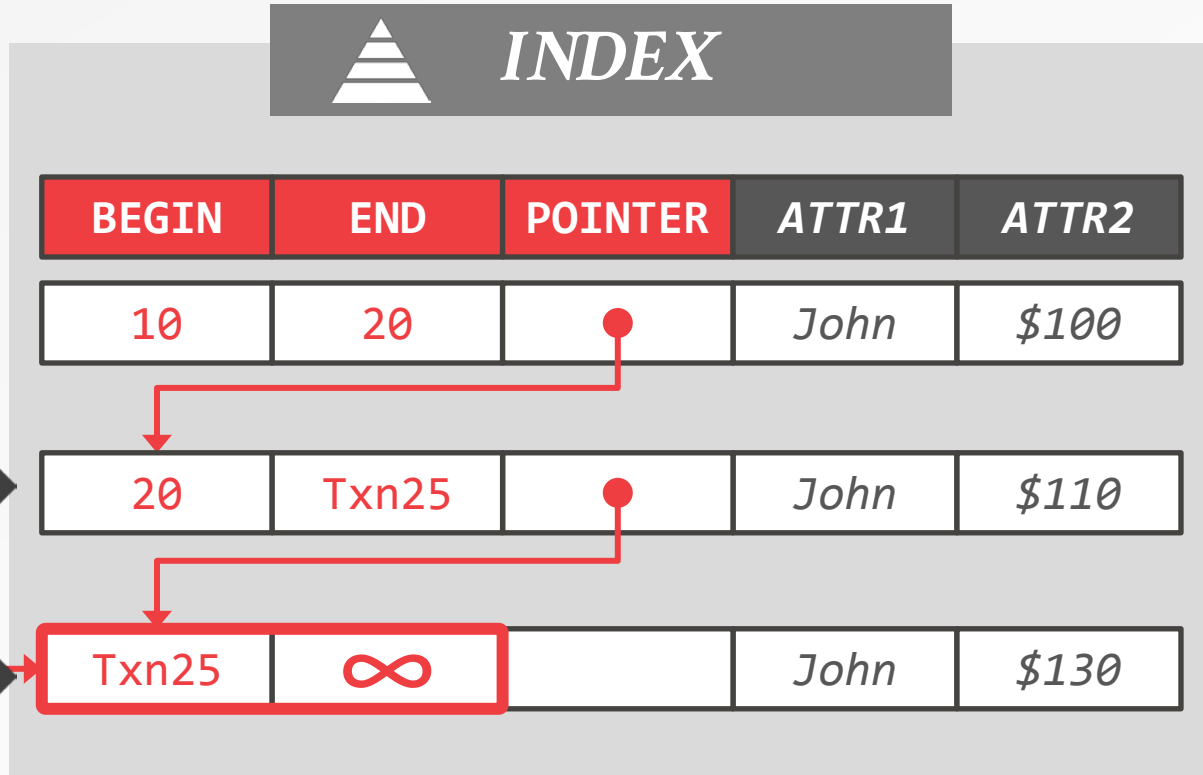 INDEX
BEGIN END POINTER ATTR1 ATTR2
10 20 John $100
20 Txn25 John $110
Txn25 ∞ John $130